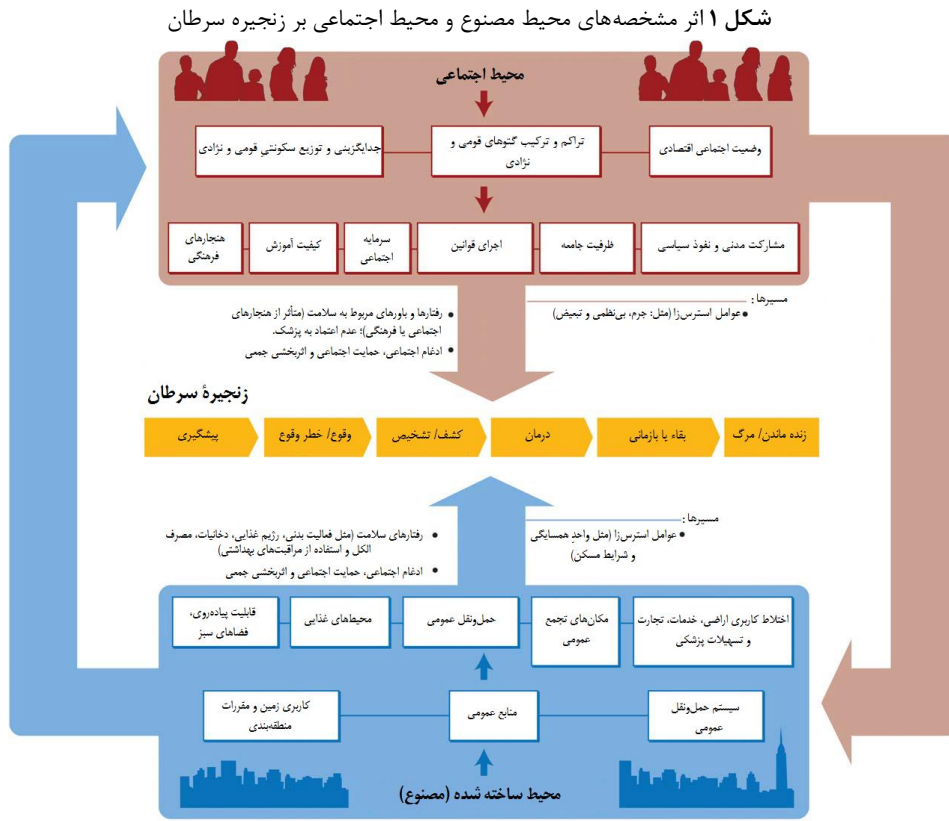 شکل ۱ اثر مشخصه‌های محیط مصنوع و محیط اجتماعی بر زنجیره سرطان
محیط اجتماعی
وضعیت اجتماعی اقتصادی
تراکم و ترکیب گتوهای قومی و
نژادی
جدایگزینی و توزیع سکونتیِ قومی و نژادی
مشارکت مدنی و نفوذ سیاسی
ظرفیت جامعه
اجرای قوانین
سرمایه
اجتماعی
کیفیت آموزش
هنجارهای
فرهنگی
مسیرها:
• عوامل استرس‌زا (مثل: جرم، بی‌نظمی و تبعیض)
• رفتارها و باورهای مربوط به سلامت (متأثر از هنجارهای
اجتماعی یا فرهنگی)؛ عدم اعتماد به پزشک.
• ادغام اجتماعی، حمایت اجتماعی و اثربخشی جمعی
زنجیرهٔ سرطان
پیشگیری
وقوع/ خطر وقوع
کشف/ تشخیص
درمان
بقاء یا بازمانی
زنده ماندن/ مرگ
مسیرها:
• عوامل استرس‌زا (مثل واحدِ همسایگی
و شرایط مسکن)
• رفتارهای سلامت (مثل فعالیت بدنی، رژیم غذایی، دخانیات، مصرف
الکل و استفاده از مراقبت‌های بهداشتی)
• ادغام اجتماعی، حمایت اجتماعی و اثربخشی جمعی
اختلاط کاربری اراضی، خدمات، تجارت
و تسهیلات پزشکی
مکان‌های تجمع
عمومی
حمل‌ونقل عمومی
محیط‌های غذایی
قابلیت پیاده‌روی،
فضاهای سبز
سیستم حمل‌ونقل
عمومی
منابع عمومی
کاربری زمین و مقررات
منطقه‌بندی
محیط ساخته شده (مصنوع)